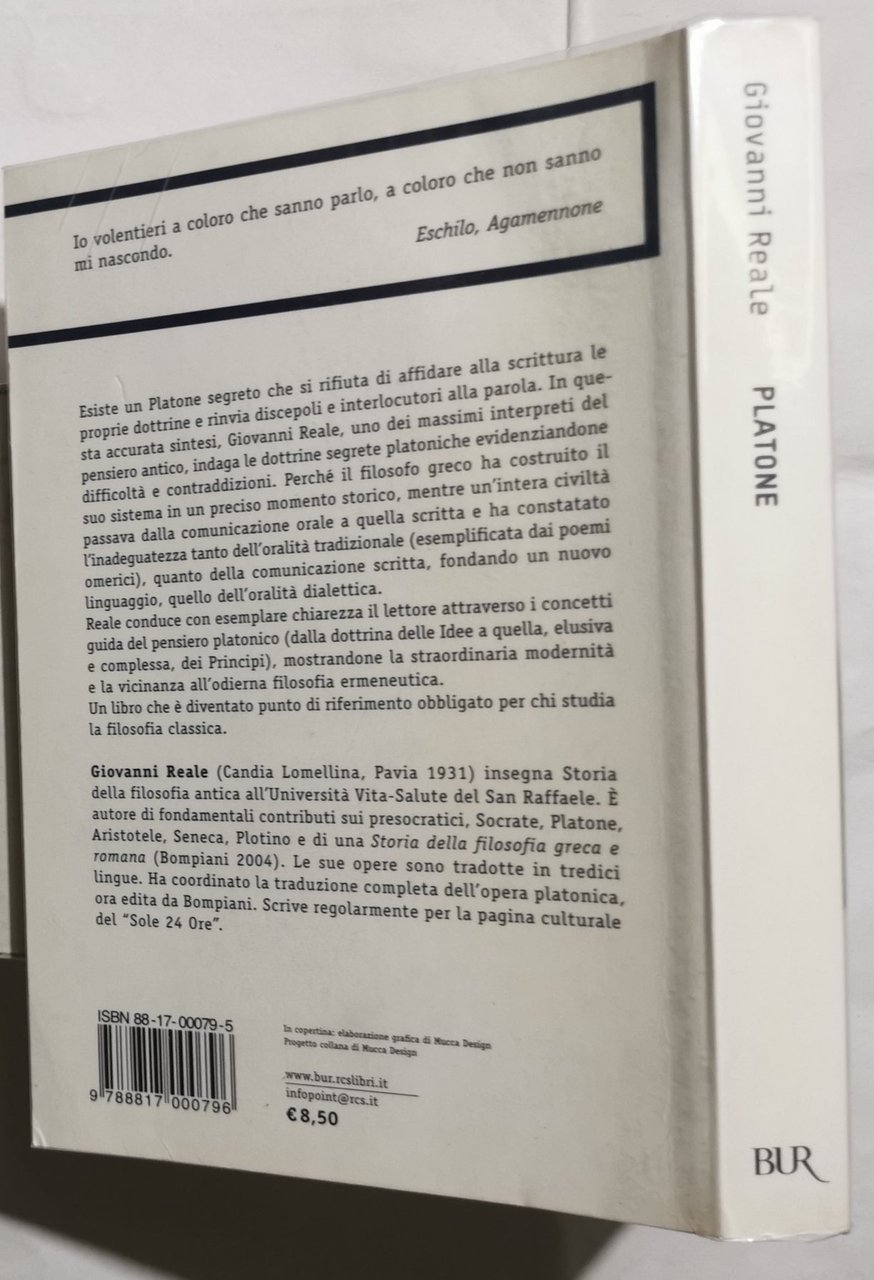 Io volentieri a coloro che sanno parlo, a coloro che non sanno
mi nascondo.
Eschilo, Agamennone
Esiste un Platone segreto che si rifiuta di affidare alla scrittura le
proprie dottrine e rinvia discepoli e interlocutori alla parola. In que-
sta accurata sintesi, Giovanni Reale, uno dei massimi interpreti del
pensiero antico, indaga le dottrine segrete platoniche evidenziandone
difficoltà e contraddizioni. Perché il filosofo greco ha costruito il
suo sistema in un preciso momento storico, mentre un'intera civiltà
passava dalla comunicazione orale a quella scritta e ha constatato
l'inadeguatezza tanto dell'oralità tradizionale (esemplificata dai poemi
omerici), quanto della comunicazione scritta, fondando un nuovo
linguaggio, quello dell'oralità dialettica.
Reale conduce con esemplare chiarezza il lettore attraverso i concetti
guida del pensiero platonico (dalla dottrina delle Idee a quella, elusiva
e complessa, dei Principi), mostrandone la straordinaria modernità
e la vicinanza all'odierna filosofia ermeneutica.
Un libro che è diventato punto di riferimento obbligato per chi studia
la filosofia classica.
Giovanni Reale (Candia Lomellina, Pavia 1931) insegna Storia
della filosofia antica all'Università Vita-Salute del San Raffaele. È
autore di fondamentali contributi sui presocratici, Socrate, Platone,
Aristotele, Seneca, Plotino e di una Storia della filosofia greca e
romana (Bompiani 2004). Le sue opere sono tradotte in tredici
lingue. Ha coordinato la traduzione completa dell'opera platonica,
ora edita da Bompiani. Scrive regolarmente per la pagina culturale
del "Sole 24 Ore".
ISBN 88-17-00079-5
9 788817 000796
In copertina: elaborazione grafica di Mucca Design
Progetto collana di Mucca Design
www.bur.rcslibri.it
infopoint@rcs.it
€ 8,50
Giovanni Reale PLATONE
BUR